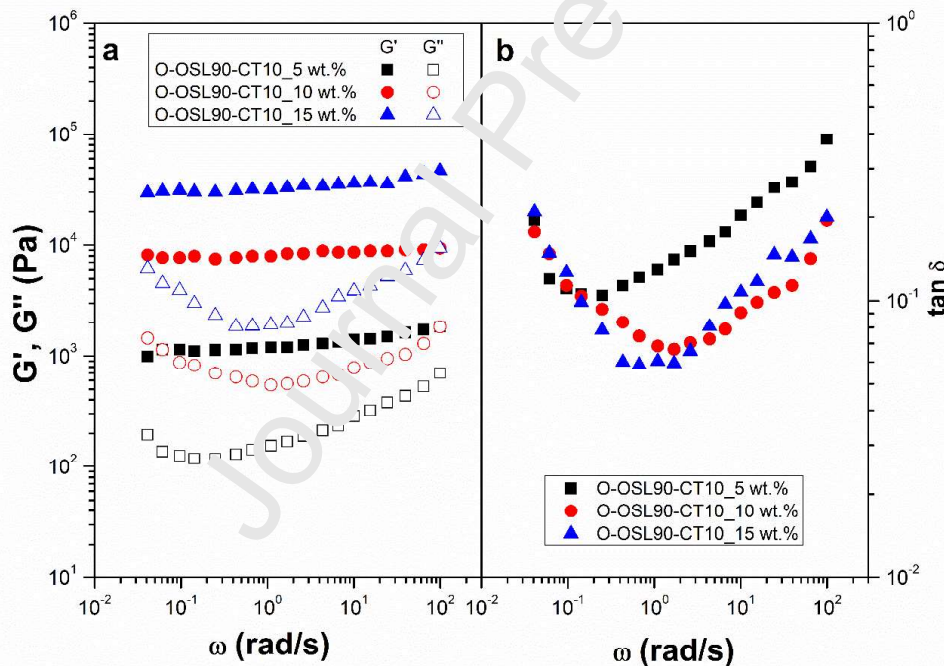 a
G' G"
O-OSL90-CT10_5 wt.%
O-OSL90-CT10_10 wt.%
O-OSL90-CT10_15 wt.%
10^6
10^5
10^4
10^3
10^2
10^1
G', G" (Pa)
10^-2 10^-1 10^0 10^1 10^2
ω (rad/s)
b
10^0
10^-1
10^-2
tan δ
O-OSL90-CT10_5 wt.%
O-OSL90-CT10_10 wt.%
O-OSL90-CT10_15 wt.%
10^-2 10^-1 10^0 10^1 10^2
ω (rad/s)
Journal Pre